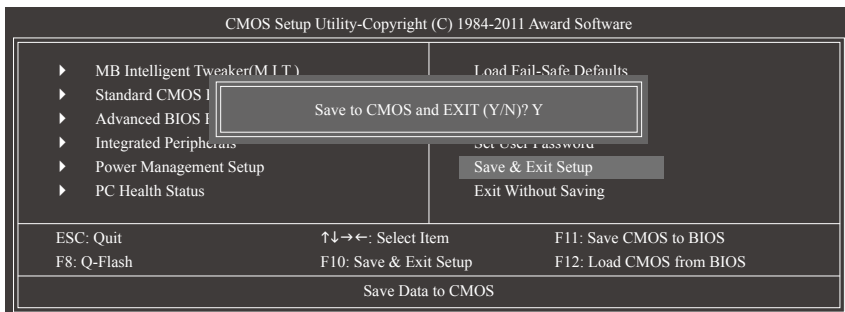 CMOS Setup Utility-Copyright (C) 1984-2011 Award Software
MB Intelligent Tweaker(M.I.T.)
Standard CMOS
Advanced BIOS
Integrated Peripherals
Power Management Setup
PC Health Status
Load Fail-Safe Defaults
Set User Password
Save & Exit Setup
Exit Without Saving
Save to CMOS and EXIT (Y/N)? Y
ESC: Quit
↑↓→←: Select Item
F11: Save CMOS to BIOS
F8: Q-Flash
F10: Save & Exit Setup
F12: Load CMOS from BIOS
Save Data to CMOS